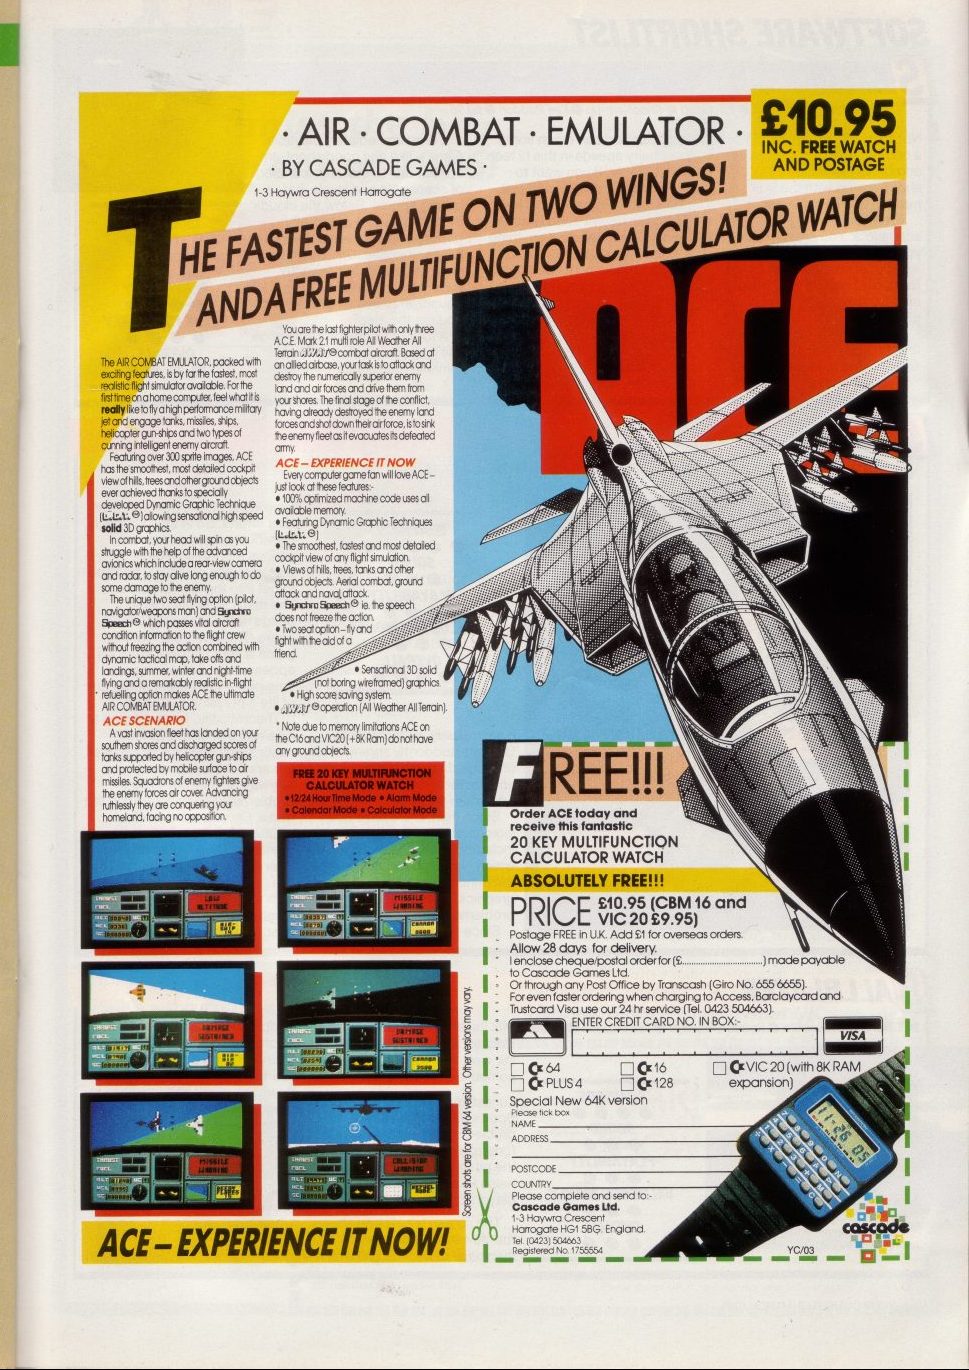 · AIR · COMBAT · EMULATOR ·
· BY CASCADE GAMES ·
1-3 Haywra Crescent Harrogate
£10.95
INC. FREE WATCH
AND POSTAGE
THE FASTEST GAME ON TWO WINGS!
AND A FREE MULTIFUNCTION CALCULATOR WATCH
ACE
The AIR COMBAT EMULATOR, packed with
exciting features, is by far the fastest, most
realistic flight simulator available. For the
first time on a home computer, feel what it is
really like to fly a high performance military
jet and engage tanks, missiles, ships,
helicopter gun-ships and two types of
cunning intelligent enemy aircraft.
Featuring over 300 sprite images, ACE
has the smoothest, most detailed cockpit
view of hills, trees and other ground objects
ever achieved thanks to specially
developed Dynamic Graphic Technique
allowing sensational high speed
solid 3D graphics.
In combat, your head will spin as you
struggle with the help of the advanced
avionics which include a rear-view camera
and radar, to stay alive long enough to do
some damage to the enemy.
The unique two seat flying option (pilot,
navigator/weapons man) and Synchro
Speech which passes vital aircraft
condition information to the flight crew
without freezing the action combined with
dynamic tactical map, take offs and
landings, summer, winter and night-time
flying and a remarkably realistic in-flight
refuelling option makes ACE the ultimate
AIR COMBAT EMULATOR.
ACE SCENARIO
A vast invasion fleet has landed on your
southern shores and discharged scores of
tanks supported by helicopter gun-ships
and protected by mobile surface to air
missiles. Squadrons of enemy fighters give
the enemy forces air cover. Advancing
ruthlessly they are conquering your
homeland, facing no opposition.
You are the last fighter pilot with only three
A.C.E. Mark 2.1 multi role All Weather All
Terrain AWAT combat aircraft. Based at
an allied airbase, your task is to attack and
destroy the numerically superior enemy
land and air forces and drive them from
your shores. The final stage of the conflict,
having already destroyed the enemy land
forces and shot down their air force, is to sink
the enemy fleet as it evacuates its defeated
army.
ACE – EXPERIENCE IT NOW
Every computer game fan will love ACE –
just look at these features:-
• 100% optimized machine code uses all
available memory.
• Featuring Dynamic Graphic Techniques
• The smoothest, fastest and most detailed
cockpit view of any flight simulation.
• Views of hills, trees, tanks and other
ground objects. Aerial combat, ground
attack and naval attack.
• Synchro Speech ie. the speech
does not freeze the action.
• Two seat option – fly and
fight with the aid of a
friend.
• Sensational 3D solid
(not boring wireframed) graphics.
• High score saving system.
• AWAT operation (All Weather All Terrain).
* Note due to memory limitations ACE on
the C16 and VIC20 (+8K Ram) do not have
any ground objects.
FREE 20 KEY MULTIFUNCTION
CALCULATOR WATCH
• 12/24 Hour Time Mode • Alarm Mode
• Calendar Mode • Calculator Mode
LOW
ALTITUDE
MISSILE
WARNING
DAMAGE
SUSTAINED
DAMAGE
SUSTAINED
MISSILE
WARNING
COLLISION
WARNING
Screen shots are for CBM 64 version. Other versions may vary.
ACE – EXPERIENCE IT NOW!
FREE!!!
Order ACE today and
receive this fantastic
20 KEY MULTIFUNCTION
CALCULATOR WATCH
ABSOLUTELY FREE!!!
PRICE £10.95 (CBM 16 and
VIC 20 £9.95)
Postage FREE in U.K. Add £1 for overseas orders.
Allow 28 days for delivery.
I enclose cheque/postal order for (£..............................) made payable
to Cascade Games Ltd.
Or through any Post Office by Transcash (Giro No. 655 6655).
For even faster ordering when charging to Access, Barclaycard and
Trustcard Visa use our 24 hr service (Tel. 0423 504663).
ENTER CREDIT CARD NO. IN BOX:-
VISA
64
16
VIC 20 (with 8K RAM
expansion)
PLUS 4
128
Special New 64K version
Please tick box
NAME
ADDRESS
POSTCODE
COUNTRY
Please complete and send to:-
Cascade Games Ltd.
1-3 Haywra Crescent
Harrogate HG1 5BG. England.
Tel. (0423) 504663
Registered No. 1755554
YC/03
cascade